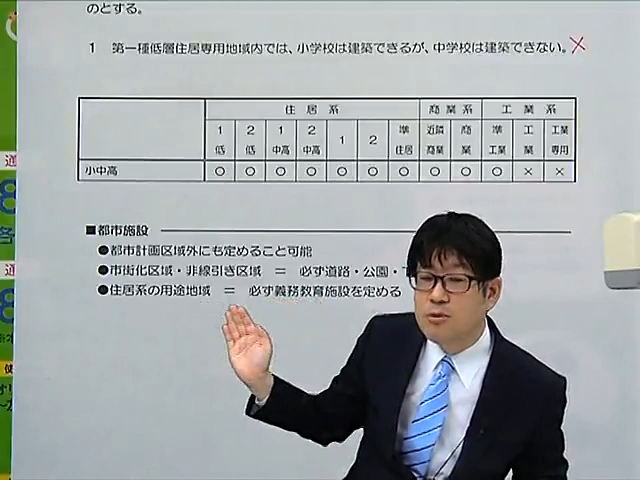 のとする。
1 第一種低層住居専用地域内では、小学校は建築できるが、中学校は建築できない。×
住居系 商業系 工業系
1低 2低 1中高 2中高 1 2 準住居 近隣商業 商業 準工業 工業 工業専用
小中高 ○ ○ ○ ○ ○ ○ ○ ○ ○ ○ × ×
■都市施設
●都市計画区域外にも定めること可能
●市街化区域・非線引き区域 = 必ず道路・公園・
●住居系の用途地域 = 必ず義務教育施設を定める